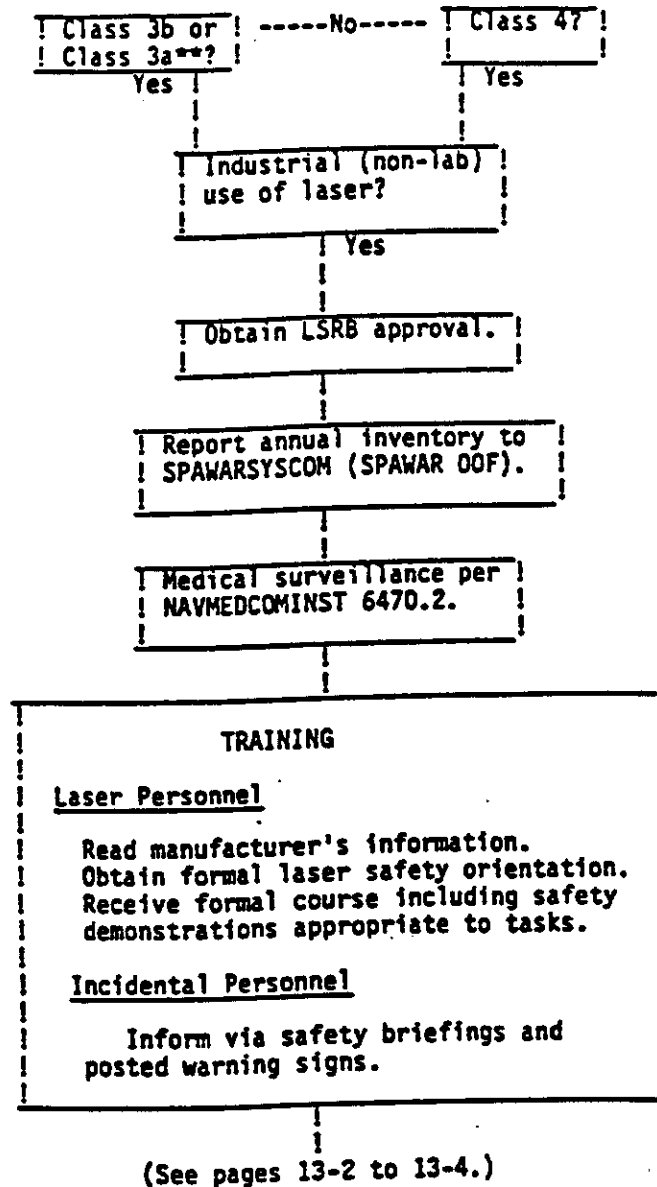 Class 3b or
Class 3a**?
-----No-----
Class 4?
Yes
Yes
Industrial (non-lab)
use of laser?
Yes
Obtain LSRB approval.
Report annual inventory to
SPAWARSYSCOM (SPAWAR OOF).
Medical surveillance per
NAVMEDCOMINST 6470.2.
TRAINING
Laser Personnel
Read manufacturer's information.
Obtain formal laser safety orientation.
Receive formal course including safety
demonstrations appropriate to tasks.
Incidental Personnel
Inform via safety briefings and
posted warning signs.
(See pages 13-2 to 13-4.)